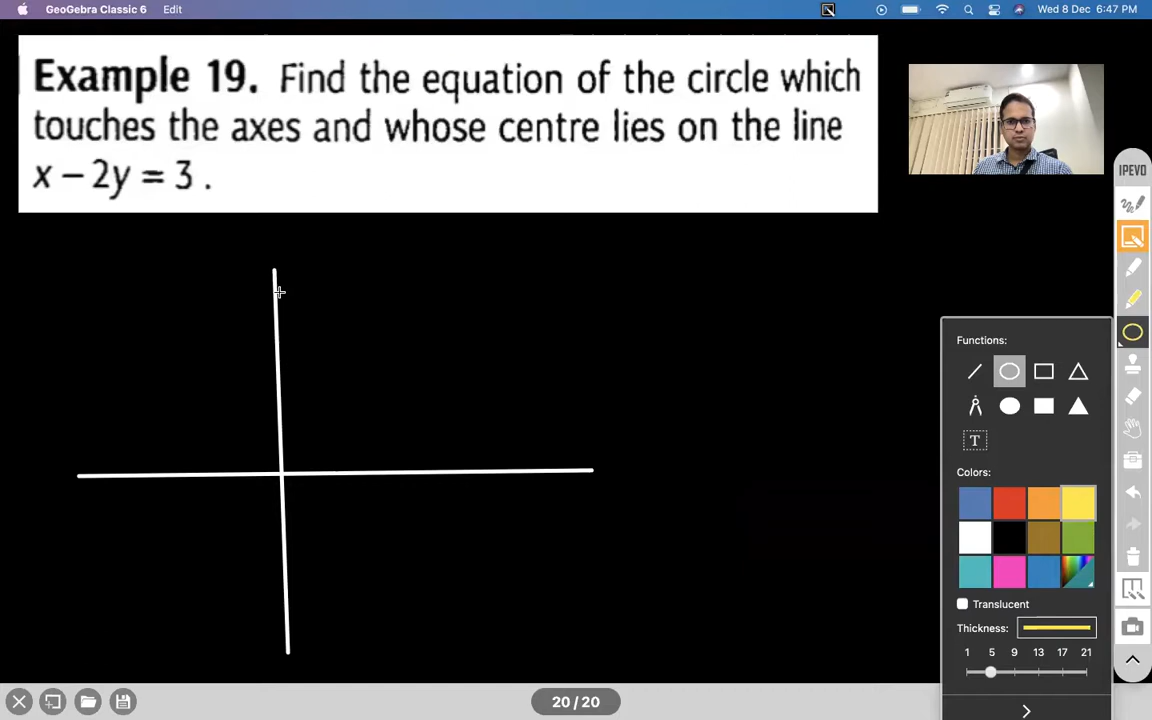 GeoGebra Classic 6 Edit Wed 8 Dec 6:47 PM
Example 19. Find the equation of the circle which
touches the axes and whose centre lies on the line
x – 2y = 3 .
IPEVO
Functions:
T
Colors:
Translucent
Thickness:
1 5 9 13 17 21
20 / 20